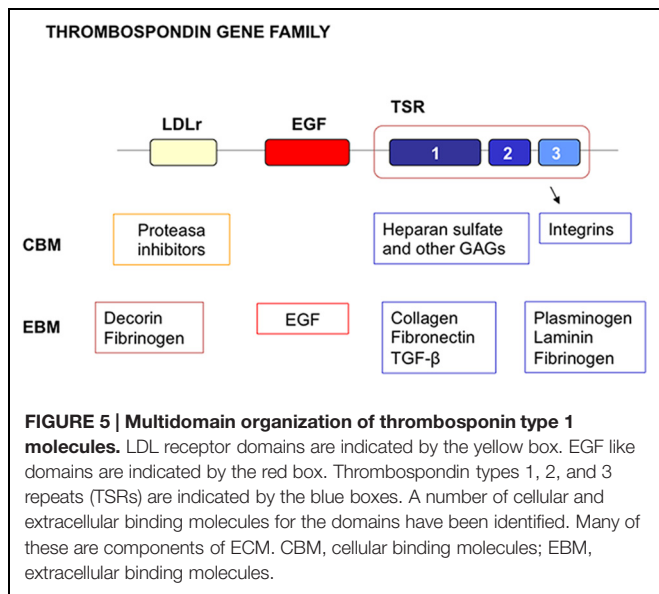 THROMBOSPONDIN GENE FAMILY
TSR
LDLr
EGF
1
2
3
CBM
Proteasa
inhibitors
Heparan sulfate
and other GAGs
Integrins
EBM
Decorin
Fibrinogen
EGF
Collagen
Fibronectin
TGF-β
Plasminogen
Laminin
Fibrinogen
FIGURE 5 | Multidomain organization of thrombosponin type 1
molecules. LDL receptor domains are indicated by the yellow box. EGF like
domains are indicated by the red box. Thrombospondin types 1, 2, and 3
repeats (TSRs) are indicated by the blue boxes. A number of cellular and
extracellular binding molecules for the domains have been identified. Many of
these are components of ECM. CBM, cellular binding molecules; EBM,
extracellular binding molecules.